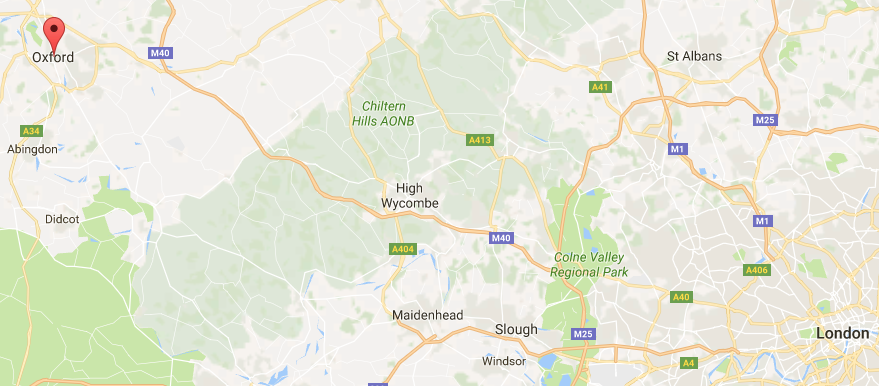 Oxford
M40
St Albans
A41
Chiltern
Hills AONB
M25
A34
A413
Abingdon
M1
High
Wycombe
Didcot
M1
M40
A404
Colne Valley
Regional Park
A406
A40
Maidenhead
Slough
M25
London
Windsor
A4